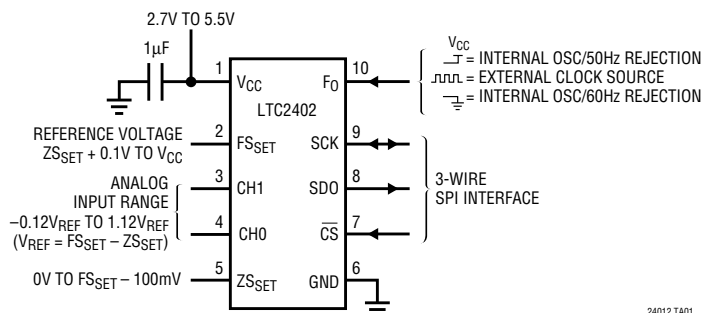 2.7V TO 5.5V
1µF
1
VCC
FO
10
VCC
= INTERNAL OSC/50Hz REJECTION
= EXTERNAL CLOCK SOURCE
= INTERNAL OSC/60Hz REJECTION
LTC2402
REFERENCE VOLTAGE
ZSSET + 0.1V TO VCC
2
FSSET
SCK
9
ANALOG
INPUT RANGE
–0.12VREF TO 1.12VREF
(VREF = FSSET – ZSSET)
3
CH1
SDO
8
3-WIRE
SPI INTERFACE
4
CH0
CS
7
0V TO FSSET – 100mV
5
ZSSET
GND
6
24012 TA01